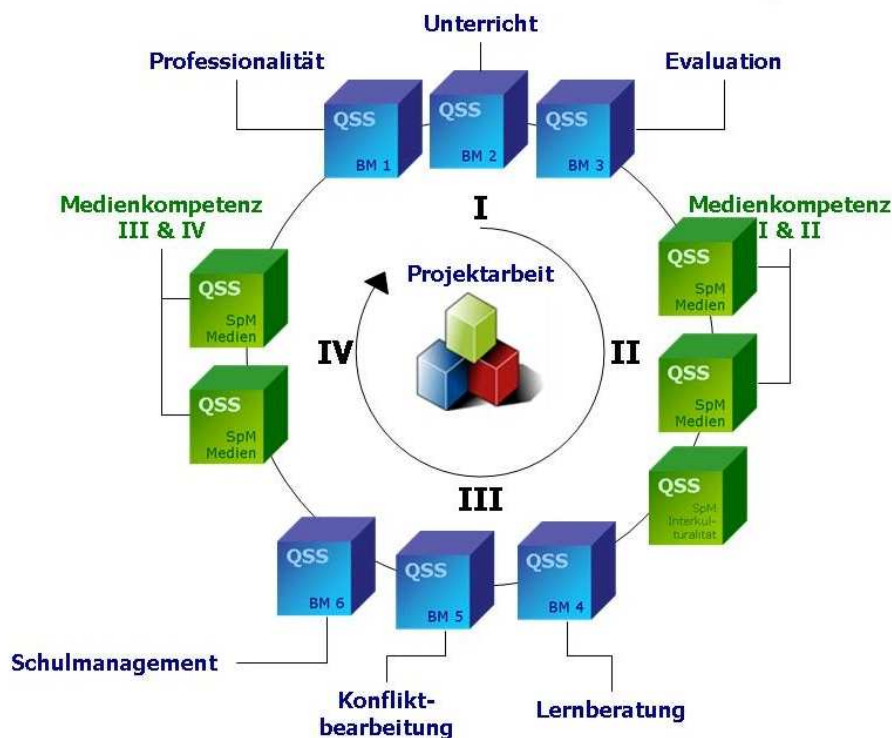 Unterricht
Professionalität
Evaluation
QSS
BM 1
QSS
BM 2
QSS
BM 3
I
Medienkompetenz
III & IV
Medienkompetenz
I & II
QSS
SpM
Medien
QSS
SpM
Medien
Projektarbeit
IV
II
QSS
SpM
Medien
QSS
SpM
Medien
QSS
SpM
Interkul-
turalität
III
QSS
BM 6
QSS
BM 5
QSS
BM 4
Schulmanagement
Konflikt-
bearbeitung
Lernberatung